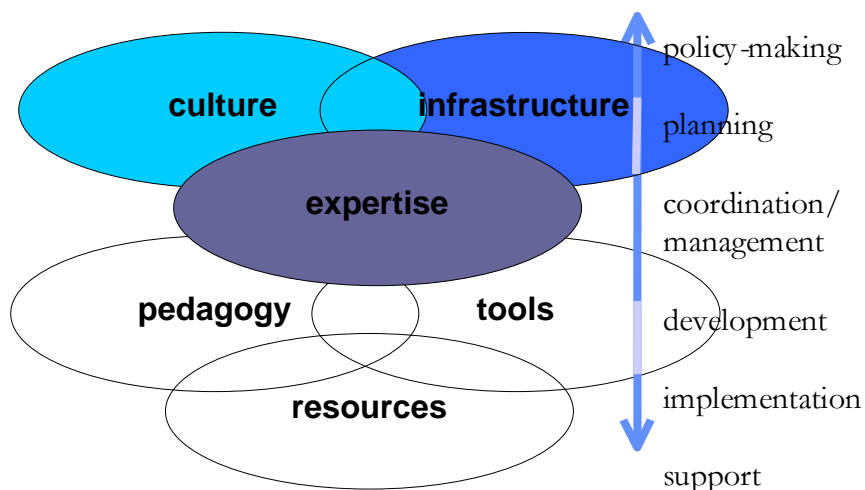 policy-making
culture
infrastructure
planning
expertise
coordination/
management
pedagogy
tools
development
resources
implementation
support